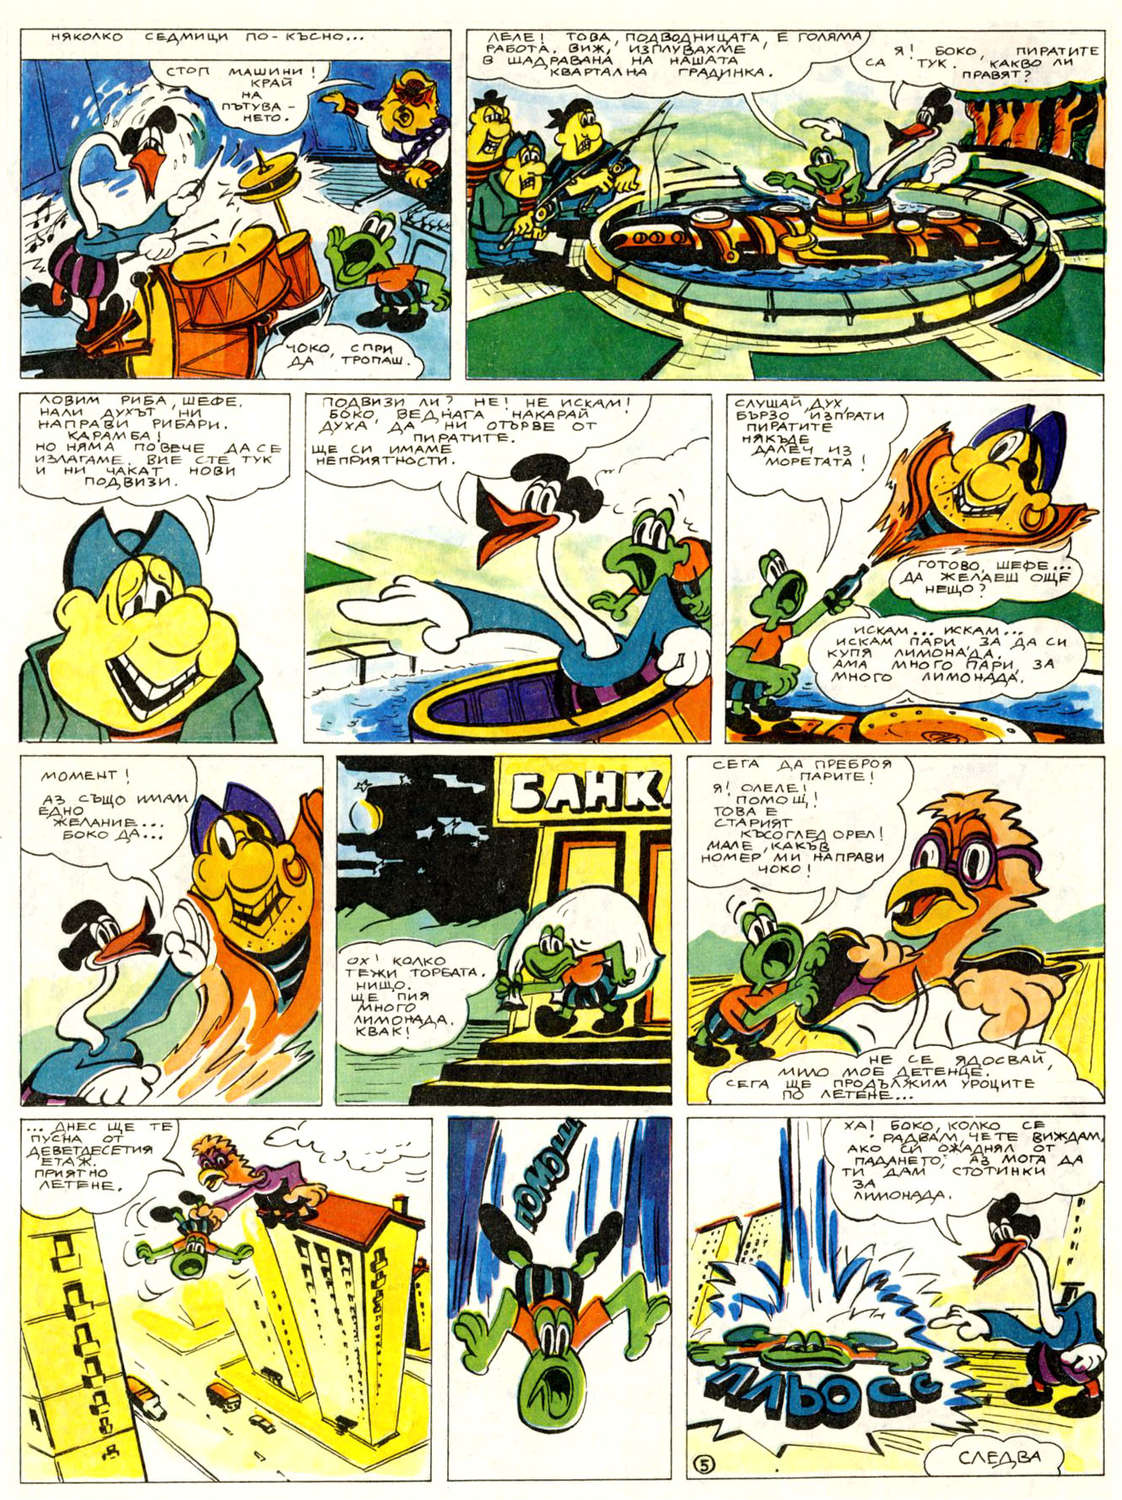 НЯКОЛКО СЕДМИЦИ ПО-КЪСНО...
СТОП МАШИНИ!
КРАЙ
НА
ПЪТУВА-
НЕТО.
ЧОКО, СПРИ
ДА ТРОПАШ.
ЛЕЛЕ! ТОВА, ПОДВОДНИЦАТА, Е ГОЛЯМА
РАБОТА. ВИЖ, ИЗПЛУВАХМЕ
В ШАДРАВАНА НА НАШАТА
КВАРТАЛНА ГРАДИНКА.
Я! БОКО, ПИРАТИТЕ
СА ТУК. КАКВО ЛИ
ПРАВЯТ?
ЛОВИМ РИБА, ШЕФЕ.
НАЛИ ДУХЪТ НИ
НАПРАВИ РИБАРИ.
КАРАМБА!
НО НЯМА ПОВЕЧЕ ДА СЕ
ИЗЛАГАМЕ. ВИЕ СТЕ ТУК
И НИ ЧАКАТ НОВИ
ПОДВИЗИ.
ПОДВИЗИ ЛИ? НЕ! НЕ ИСКАМ!
БОКО, ВЕДНАГА НАКАРАЙ
ДУХА ДА НИ ОТЪРВЕ ОТ
ПИРАТИТЕ.
ЩЕ СИ ИМАМЕ
НЕПРИЯТНОСТИ.
СЛУШАЙ, ДУХ,
БЪРЗО ИЗПРАТИ
ПИРАТИТЕ
НЯКЪДЕ
ДАЛЕЧ ИЗ
МОРЕТАТА!
ГОТОВО, ШЕФЕ...
ДА ЖЕЛАЕШ ОЩЕ
НЕЩО?
ИСКАМ... ИСКАМ...
ИСКАМ ПАРИ, ЗА ДА СИ
КУПЯ ЛИМОНАДА.
АМА МНОГО ПАРИ, ЗА
МНОГО ЛИМОНАДА.
МОМЕНТ!
АЗ СЪЩО ИМАМ
ЕДНО
ЖЕЛАНИЕ...
БОКО ДА...
БАНКА
ОХ! КОЛКО
ТЕЖИ ТОРБАТА.
НИЩО.
ЩЕ ПИЯ
МНОГО
ЛИМОНАДА.
КВАК!
СЕГА ДА ПРЕБРОЯ
ПАРИТЕ!
Я! ОЛЕЛЕ!
ПОМОЩ!
ТОВА Е
СТАРИЯТ
КЪСОГЛЕД ОРЕЛ!
МАЛЕ, КАКЪВ
НОМЕР МИ НАПРАВИ
ЧОКО!
НЕ СЕ ЯДОСВАЙ,
МИЛО МОЕ ДЕТЕНЦЕ.
СЕГА ЩЕ ПРОДЪЛЖИМ УРОЦИТЕ
ПО ЛЕТЕНЕ...
...ДНЕС ЩЕ ТЕ
ПУСНА ОТ
ДЕВЕТДЕСЕТИЯ
ЕТАЖ.
ПРИЯТНО
ЛЕТЕНЕ.
ПОМОЩ
ХА! БОКО, КОЛКО СЕ
РАДВАМ, ЧЕ ТЕ ВИЖДАМ,
АКО СИ ОЖАДНЯЛ ОТ
ПАДАНЕТО, АЗ МОГА ДА
ТИ ДАМ СТОТИНКИ
ЗА
ЛИМОНАДА.
ПЛЬОСС
5
СЛЕДВА